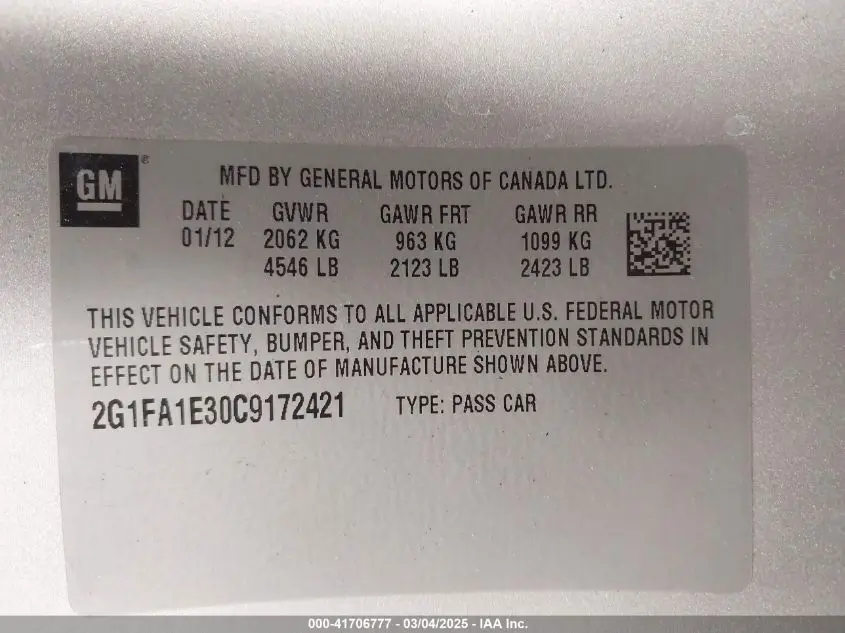 GM ®
MFD BY GENERAL MOTORS OF CANADA LTD.
DATE GVWR GAWR FRT GAWR RR
01/12 2062 KG 963 KG 1099 KG
4546 LB 2123 LB 2423 LB
THIS VEHICLE CONFORMS TO ALL APPLICABLE U.S. FEDERAL MOTOR
VEHICLE SAFETY, BUMPER, AND THEFT PREVENTION STANDARDS IN
EFFECT ON THE DATE OF MANUFACTURE SHOWN ABOVE.
2G1FA1E30C9172421 TYPE: PASS CAR
000-41706777 - 03/04/2025 - IAA Inc.